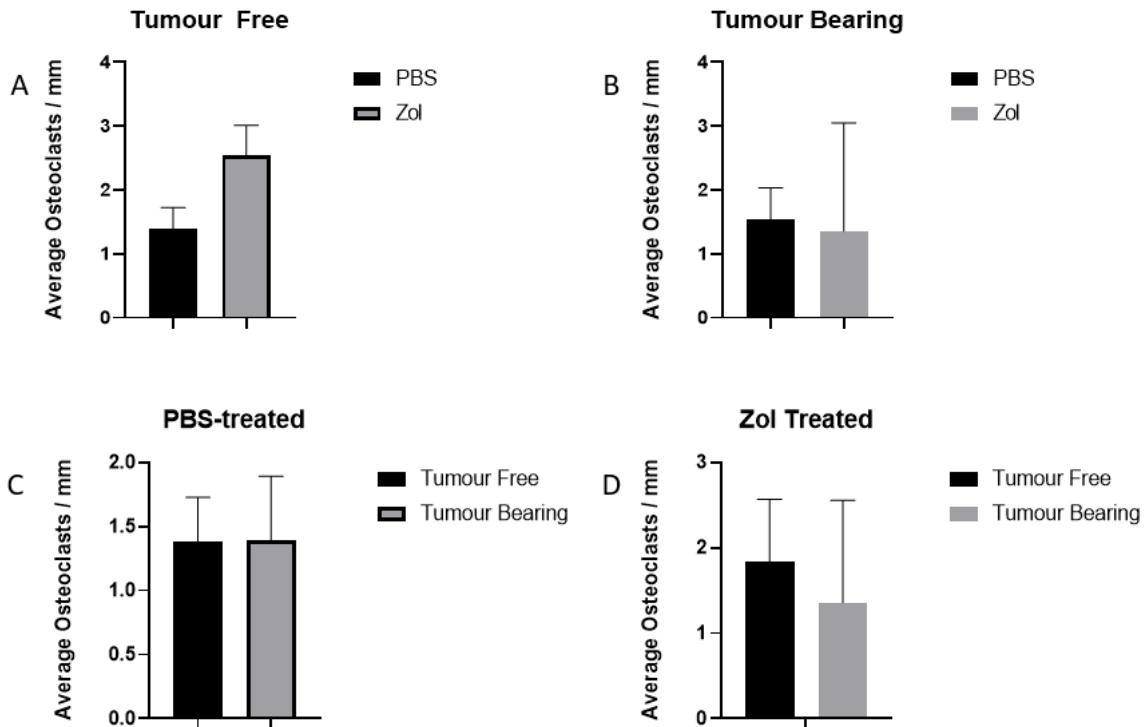 Tumour Free
A
Average Osteoclasts / mm
4
3
2
1
0
PBS
Zol
Tumour Bearing
B
Average Osteoclasts / mm
4
3
2
1
0
PBS
Zol
PBS-treated
C
Average Osteoclasts / mm
2.0
1.5
1.0
0.5
0.0
Tumour Free
Tumour Bearing
Zol Treated
D
Average Osteoclasts / mm
3
2
1
0
Tumour Free
Tumour Bearing